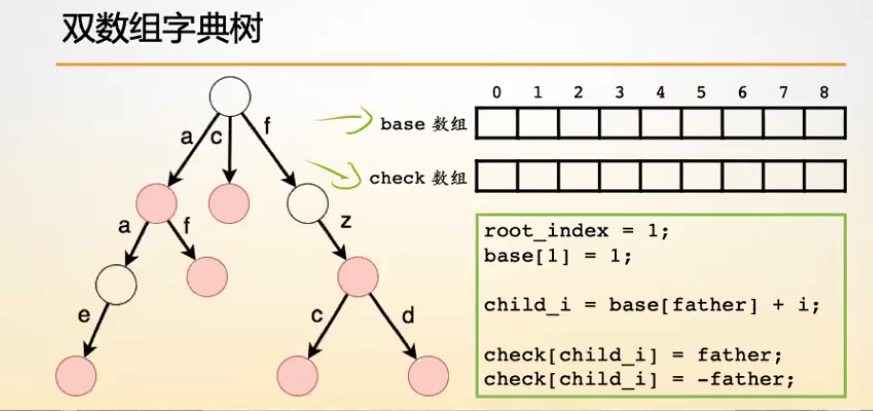 双数组字典树
a c f
a f z
e c d
0 1 2 3 4 5 6 7 8
base 数组
check 数组
root_index = 1;
base[1] = 1;
child_i = base[father] + i;
check[child_i] = father;
check[child_i] = -father;